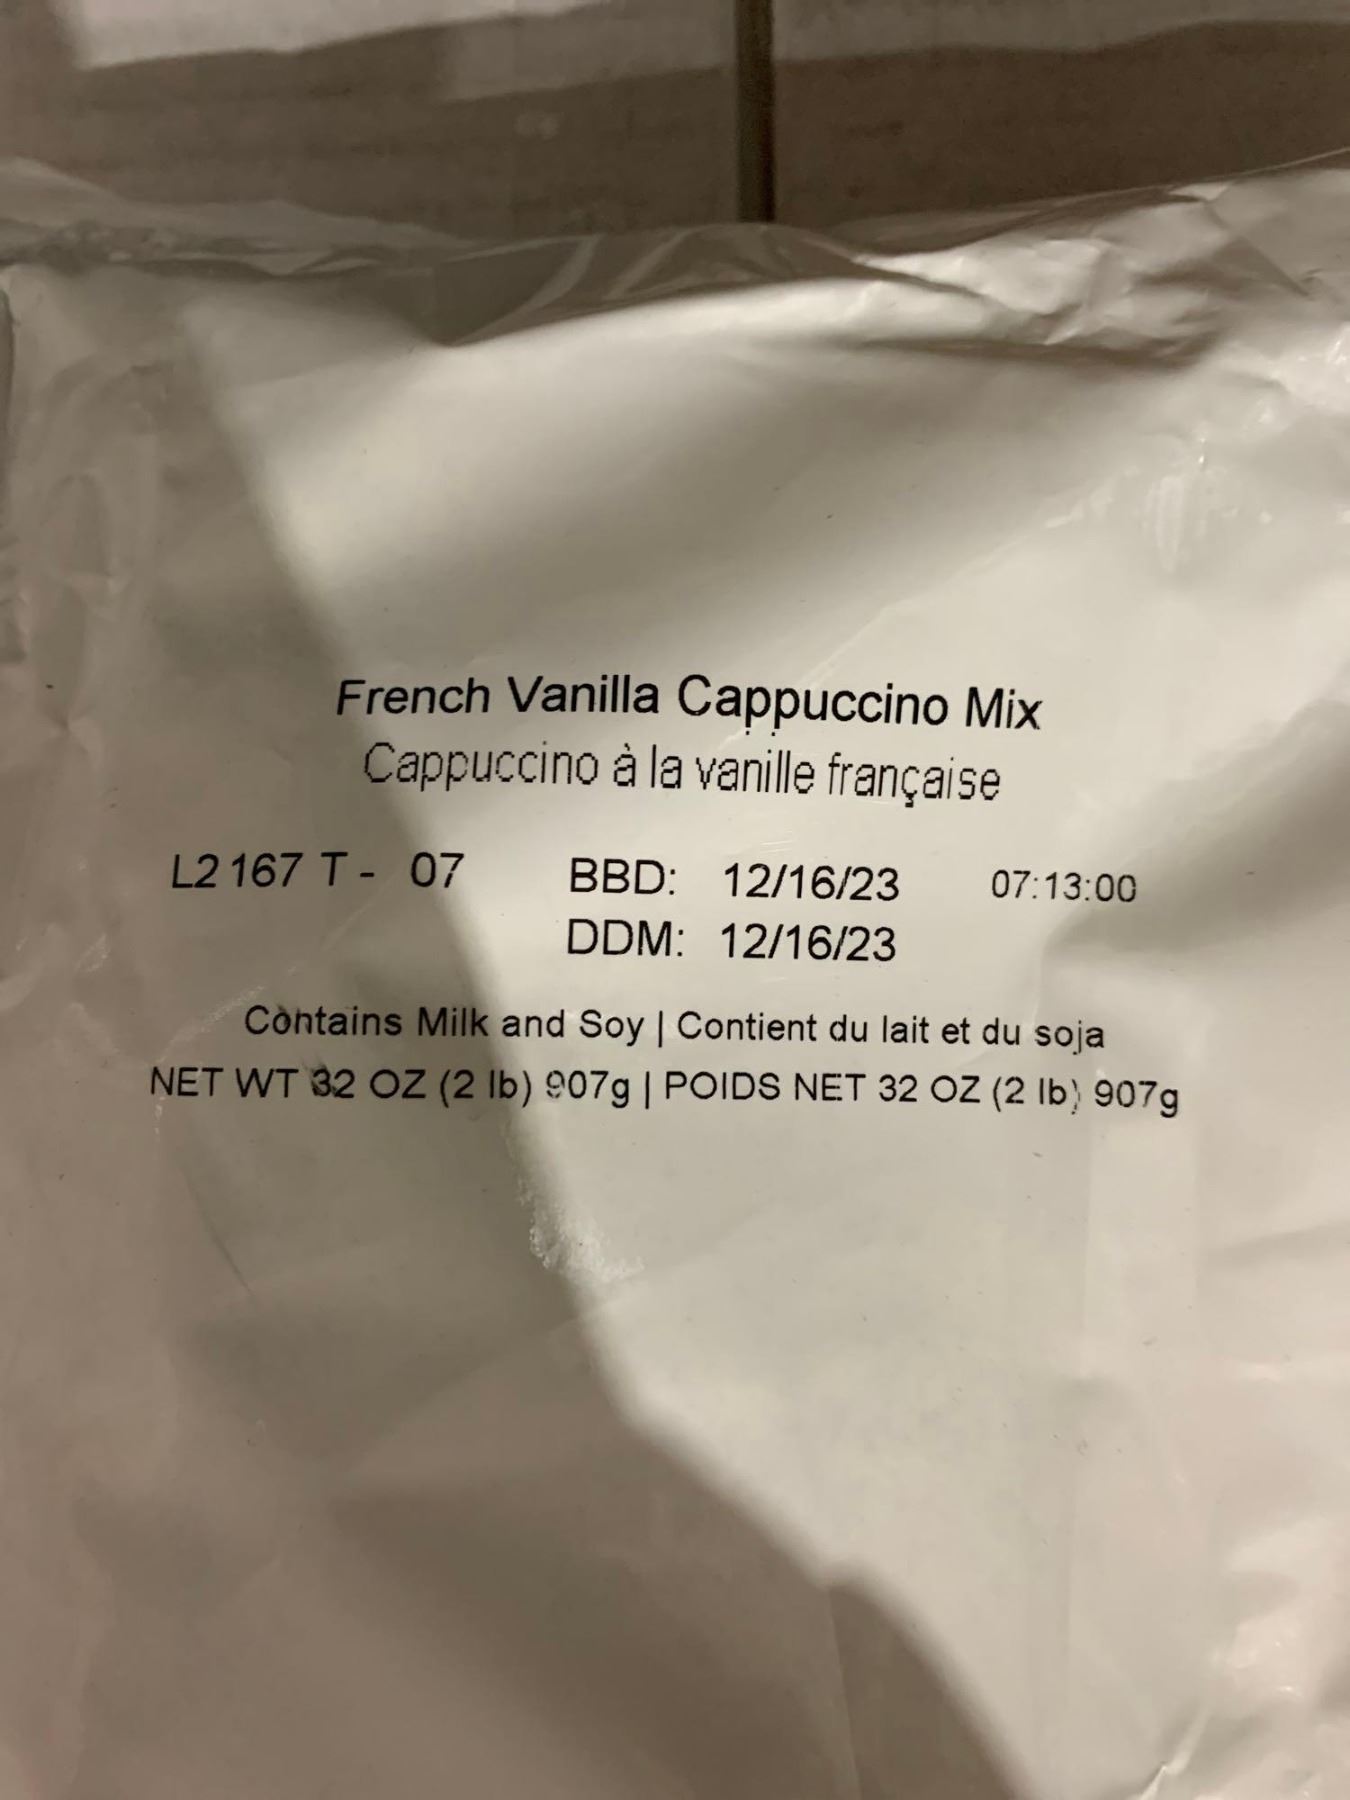 French Vanilla Cappuccino Mix
Cappuccino à la vanille française
L2 167 T - 07 BBD: 12/16/23 07:13:00
DDM: 12/16/23
Contains Milk and Soy | Contient du lait et du soja
NET WT 32 OZ (2 lb) 907g | POIDS NET 32 OZ (2 lb) 907g